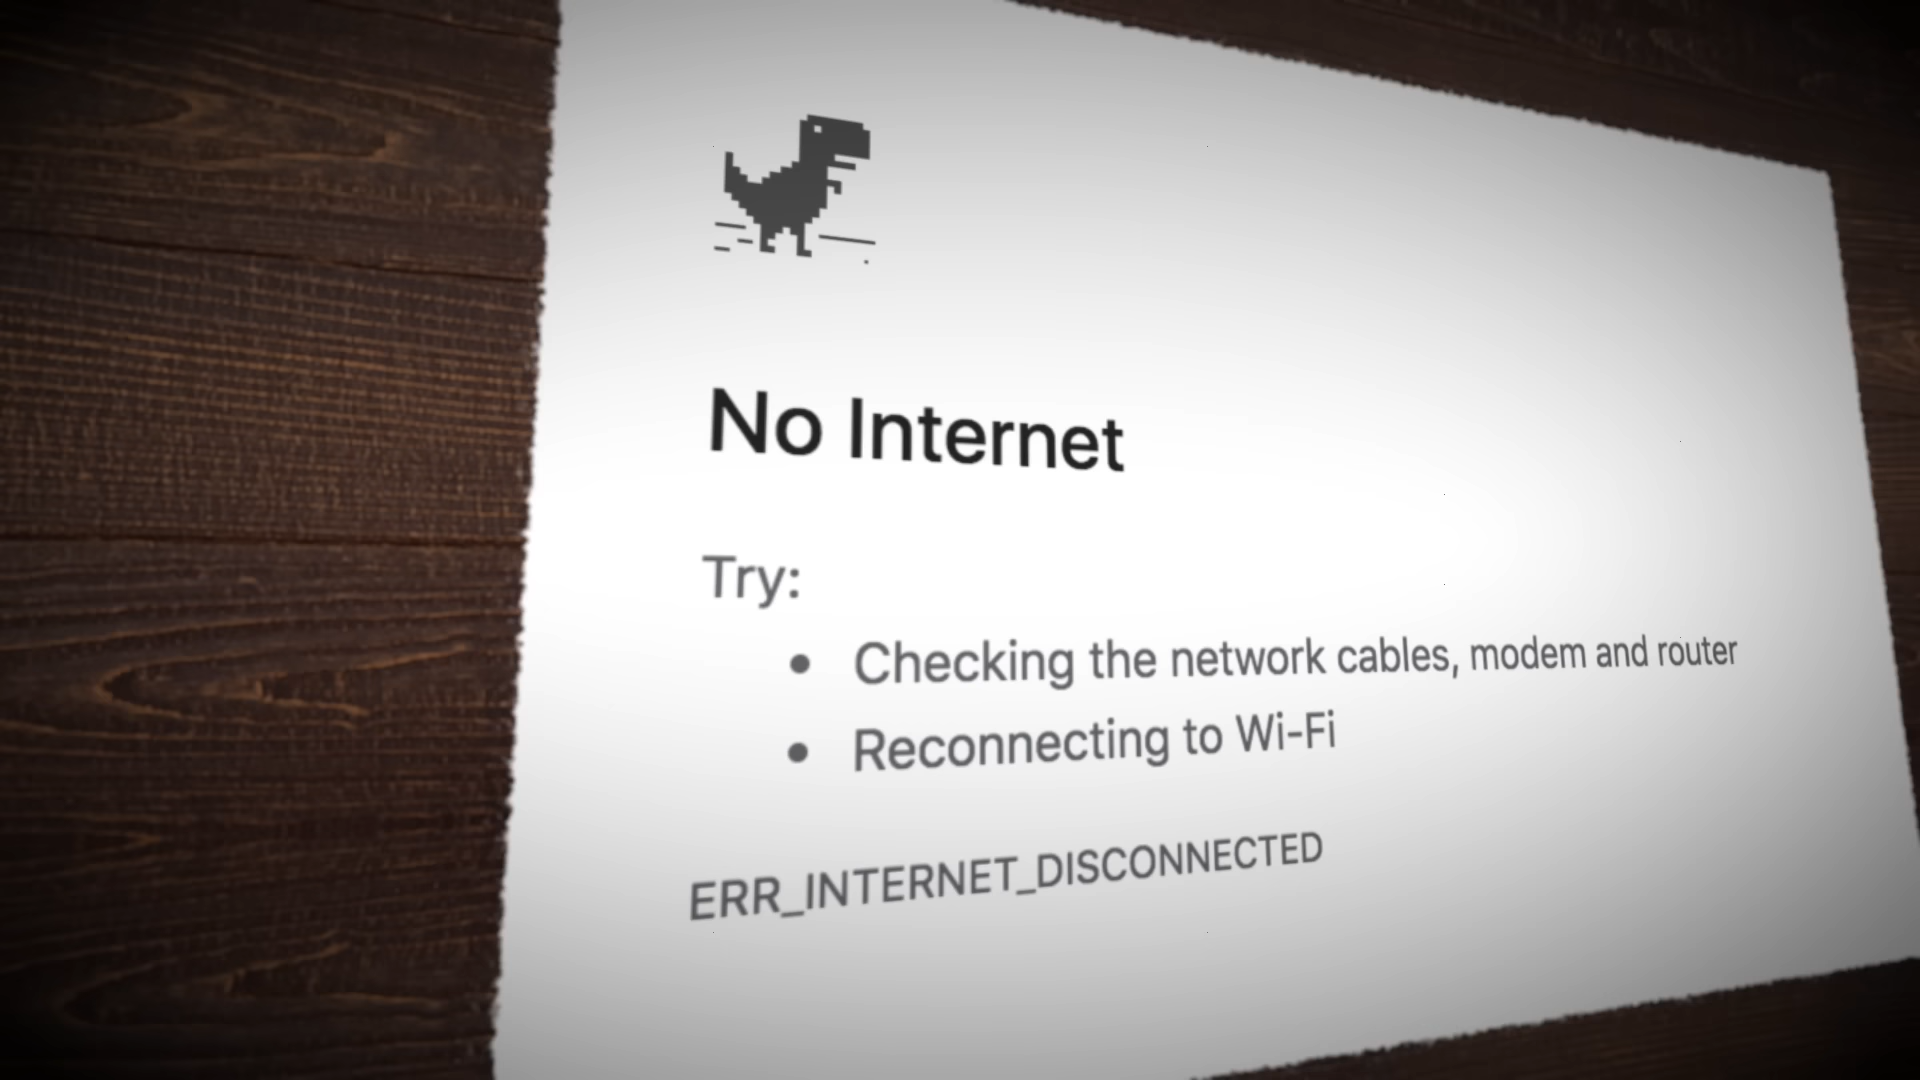 No Internet
Try:
• Checking the network cables, modem and router
• Reconnecting to Wi-Fi
ERR_INTERNET_DISCONNECTED